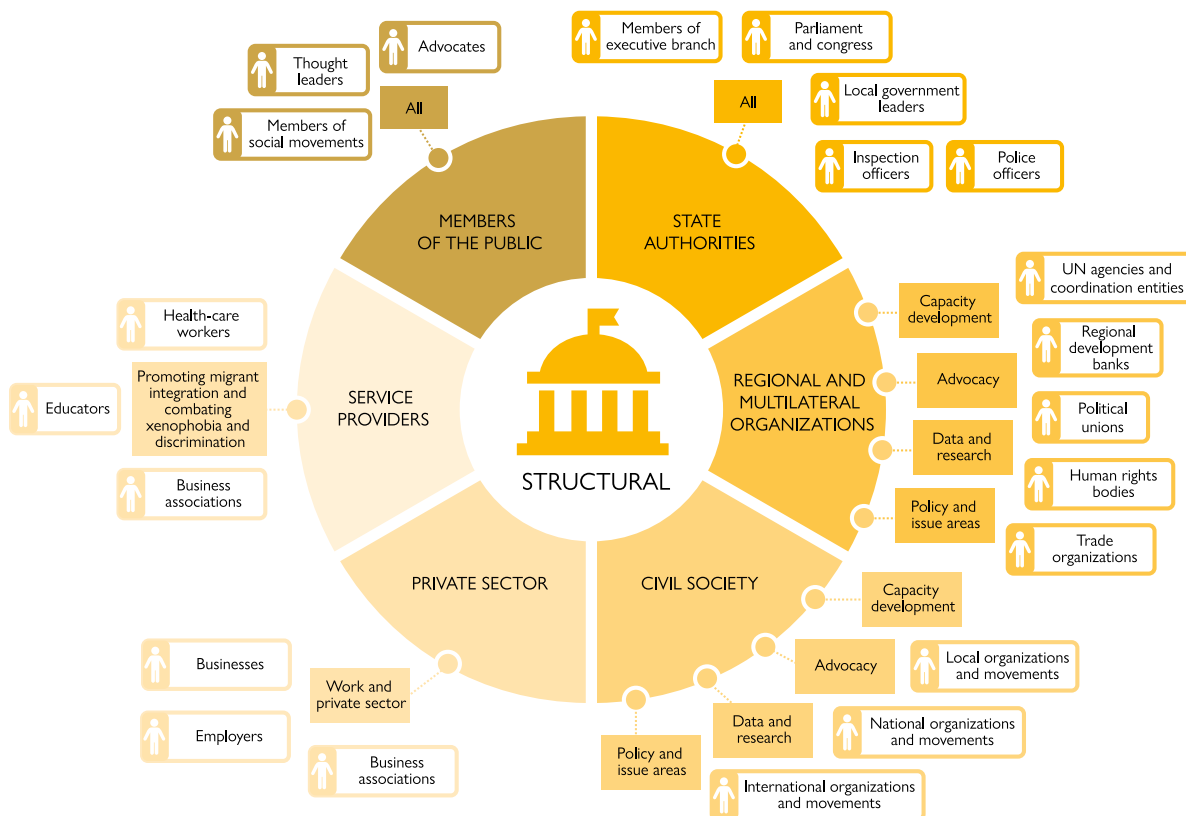 Advocates
Thought
leaders
All
Members of
social movements
MEMBERS
OF THE PUBLIC
Members of
executive branch
Parliament
and congress
All
Local government
leaders
Inspection
officers
Police
officers
STATE
AUTHORITIES
UN agencies and
coordination entities
Capacity
development
Regional
development
banks
Advocacy
REGIONAL AND
MULTILATERAL
ORGANIZATIONS
Political
unions
Data and
research
Human rights
bodies
Policy and
issue areas
Trade
organizations
Health-care
workers
Educators
Promoting migrant
integration and
combating
xenophobia and
discrimination
Business
associations
SERVICE
PROVIDERS
STRUCTURAL
PRIVATE SECTOR
Businesses
Work and
private sector
Employers
Business
associations
CIVIL SOCIETY
Capacity
development
Advocacy
Local organizations
and movements
Data and
research
National organizations
and movements
Policy and
issue areas
International organizations
and movements